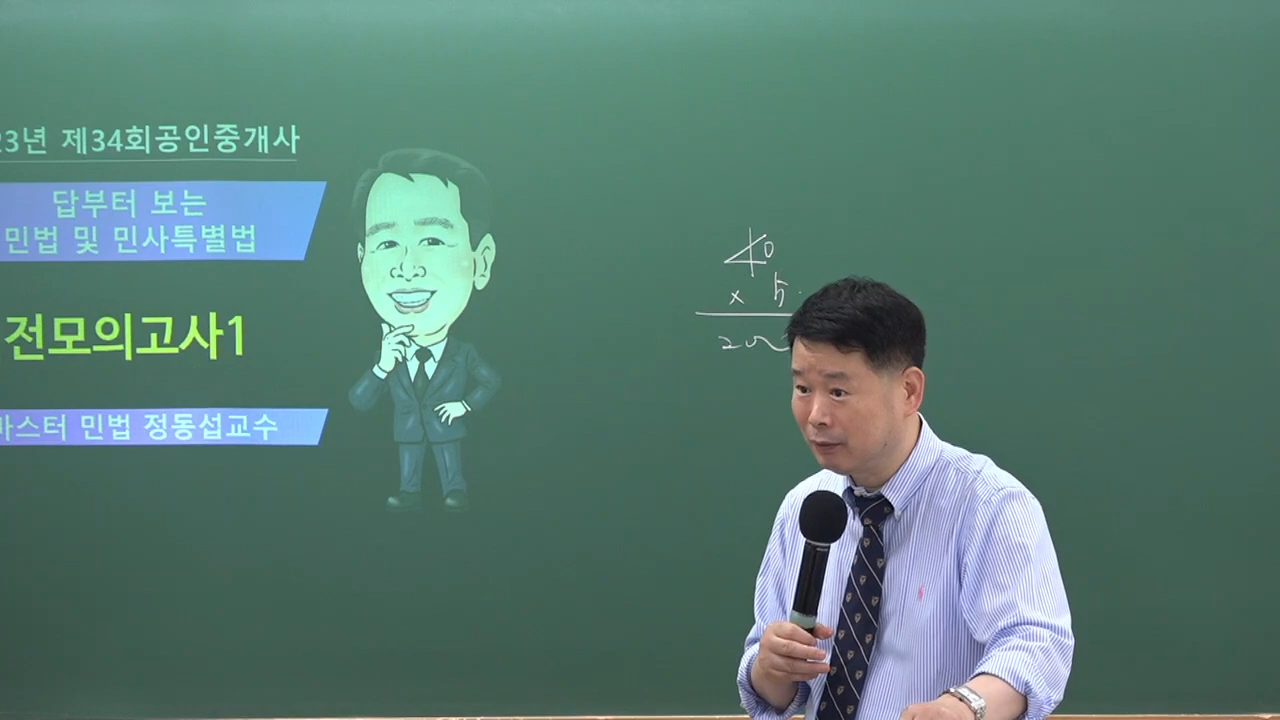 23년 제34회공인중개사
답부터 보는
민법 및 민사특별법
전모의고사1
마스터 민법 정동섭교수
40
x 5
200